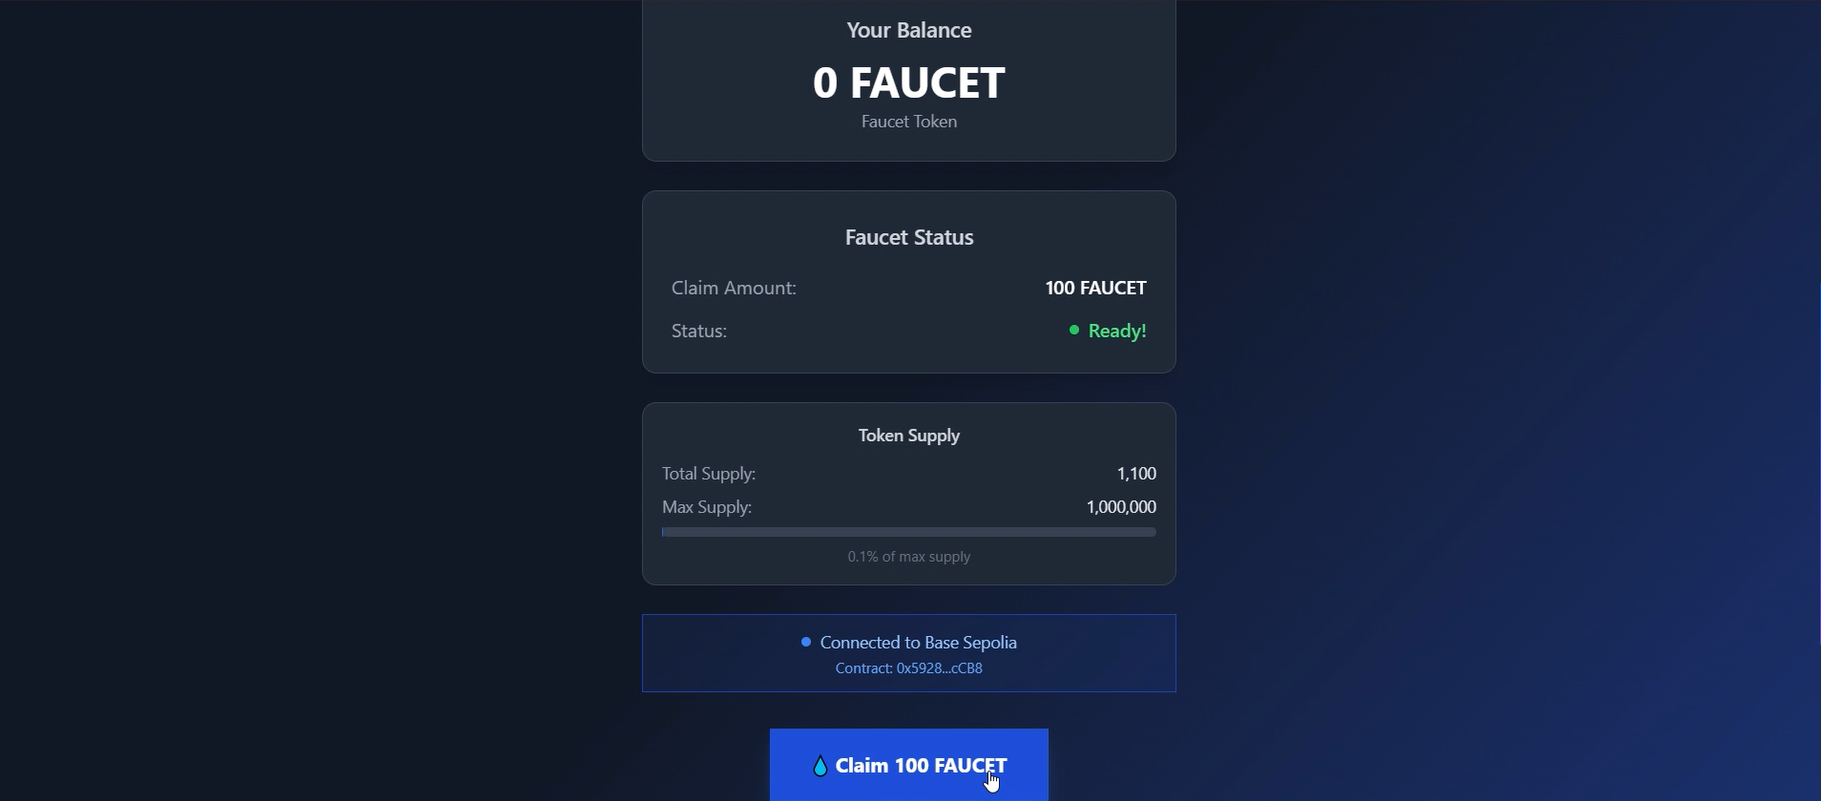 Your Balance
0 FAUCET
Faucet Token
Faucet Status
Claim Amount: 100 FAUCET
Status: Ready!
Token Supply
Total Supply: 1,100
Max Supply: 1,000,000
0.1% of max supply
Connected to Base Sepolia
Contract: 0x5928...cCB8
Claim 100 FAUCET